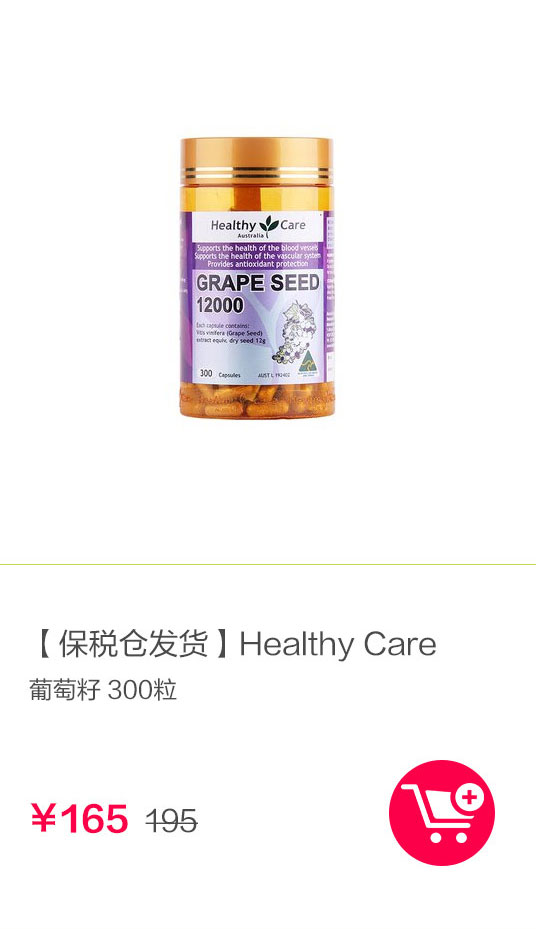 Healthy Care
Australia
Supports the health of the blood vessels
Supports the health of the vascular system
Provides antioxidant protection
GRAPE SEED
12000
Each capsule contains:
Vitis vinifera (Grape Seed)
extract equiv. dry seed 12g
300 Capsules
【保税仓发货】Healthy Care
葡萄籽 300粒
¥165 195